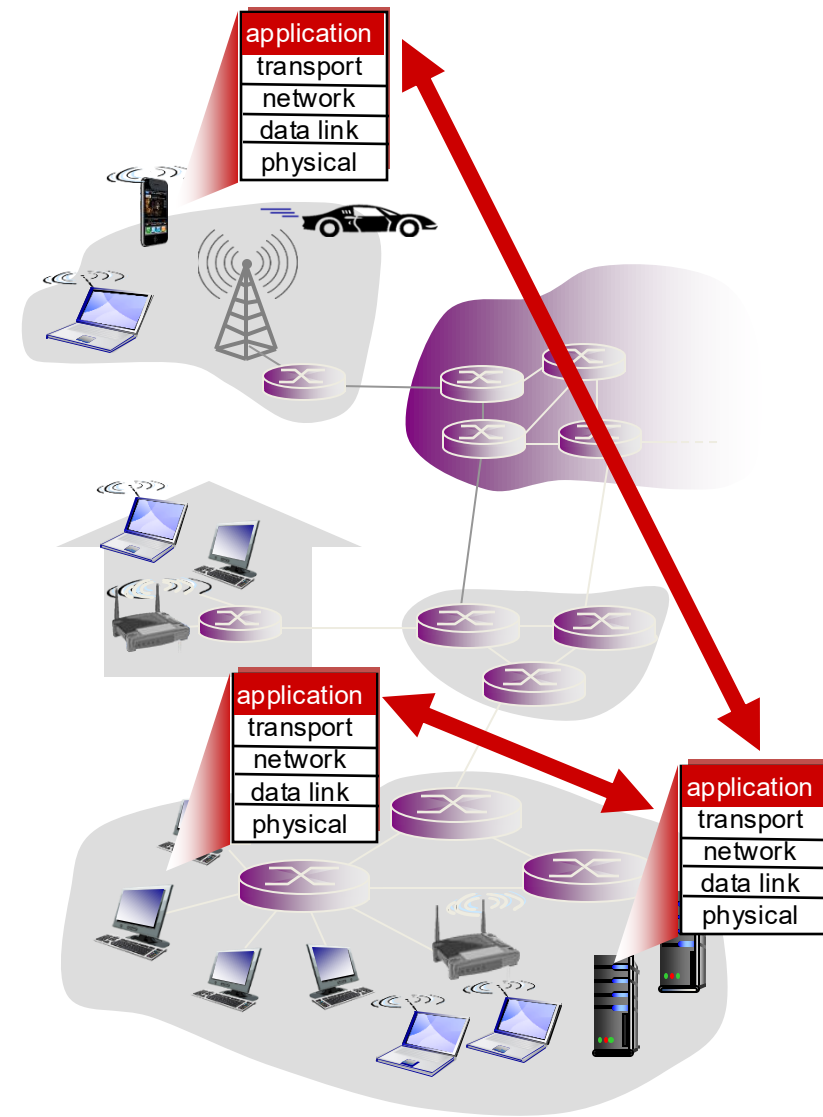 application
transport
network
data link
physical
application
transport
network
data link
physical
application
transport
network
data link
physical